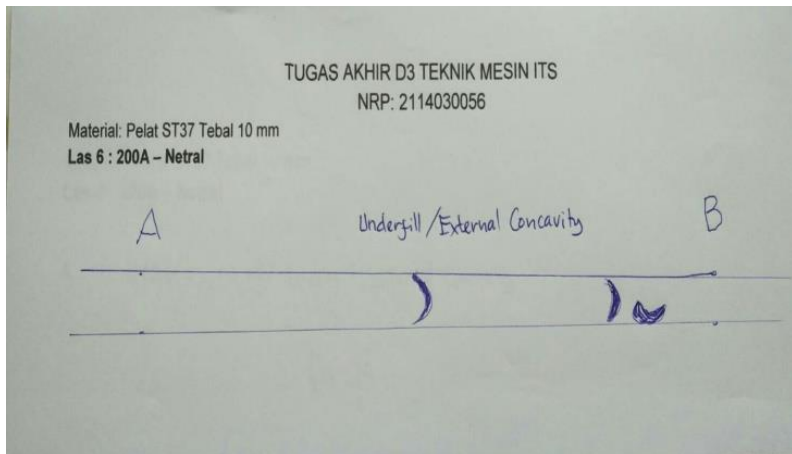 TUGAS AKHIR D3 TEKNIK MESIN ITS
NRP: 2114030056
Material: Pelat ST37 Tebal 10 mm
Las 6 : 200A – Netral
A
Underfill/External Concavity
B